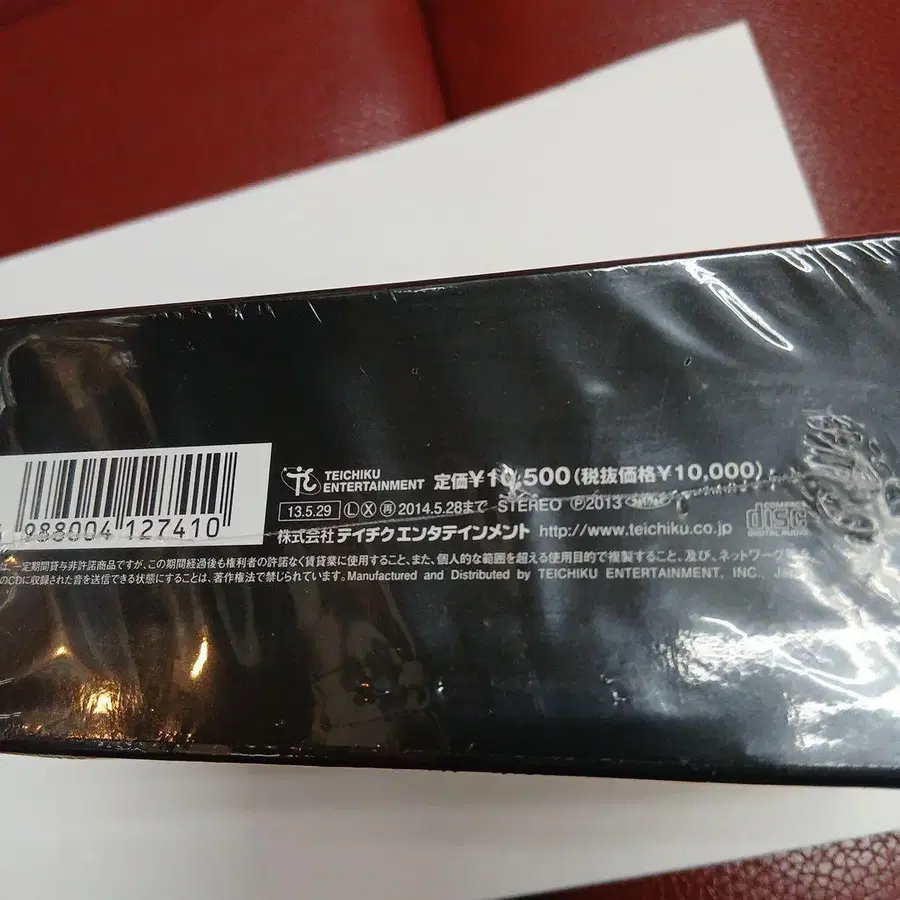 TEICHIKU
ENTERTAINMENT 定価¥10,500(税抜価格¥10,000)
13.5.29 Ⓛ Ⓧ 再 2014.5.28まで STEREO ℗2013
株式会社テイチクエンタテインメント http://www.teichiku.co.jp
COMPACT
disc
DIGITAL AUDIO
988004 127410
一定期間貸与非許諾商品ですが、この期間経過後も権利者の許諾なく賃貸業に使用すること、また、個人的な範囲を超える使用目的で複製すること、及び、ネットワーク等
のCDに収録された音を送信できる状態にすることは、著作権法で禁じられています。Manufactured and Distributed by TEICHIKU ENTERTAINMENT, INC.,